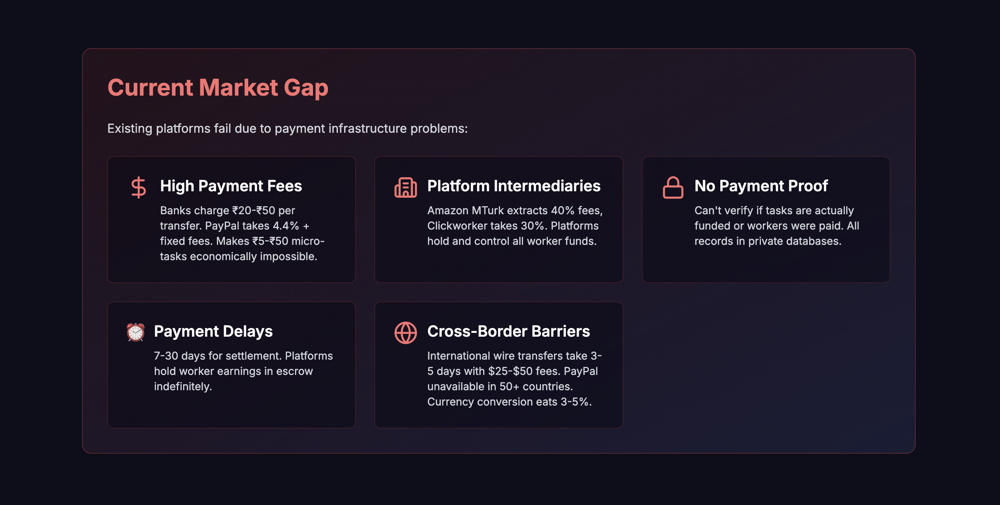 Current Market Gap
Existing platforms fail due to payment infrastructure problems:
High Payment Fees
Banks charge ₹20-₹50 per
transfer. PayPal takes 4.4% +
fixed fees. Makes ₹5-₹50 micro-
tasks economically impossible.
Platform Intermediaries
Amazon MTurk extracts 40% fees,
Clickworker takes 30%. Platforms
hold and control all worker funds.
No Payment Proof
Can't verify if tasks are actually
funded or workers were paid. All
records in private databases.
Payment Delays
7-30 days for settlement. Platforms
hold worker earnings in escrow
indefinitely.
Cross-Border Barriers
International wire transfers take 3-
5 days with $25-$50 fees. PayPal
unavailable in 50+ countries.
Currency conversion eats 3-5%.